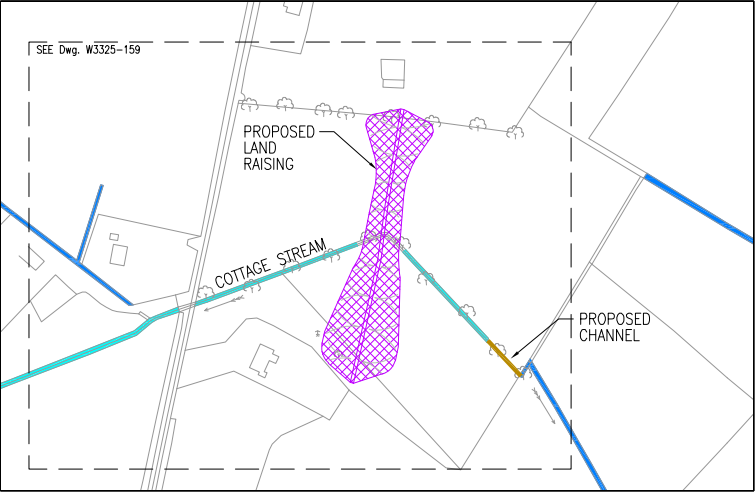 SEE Dwg. W3325-159
PROPOSED
LAND
RAISING
COTTAGE STREAM
PROPOSED
CHANNEL